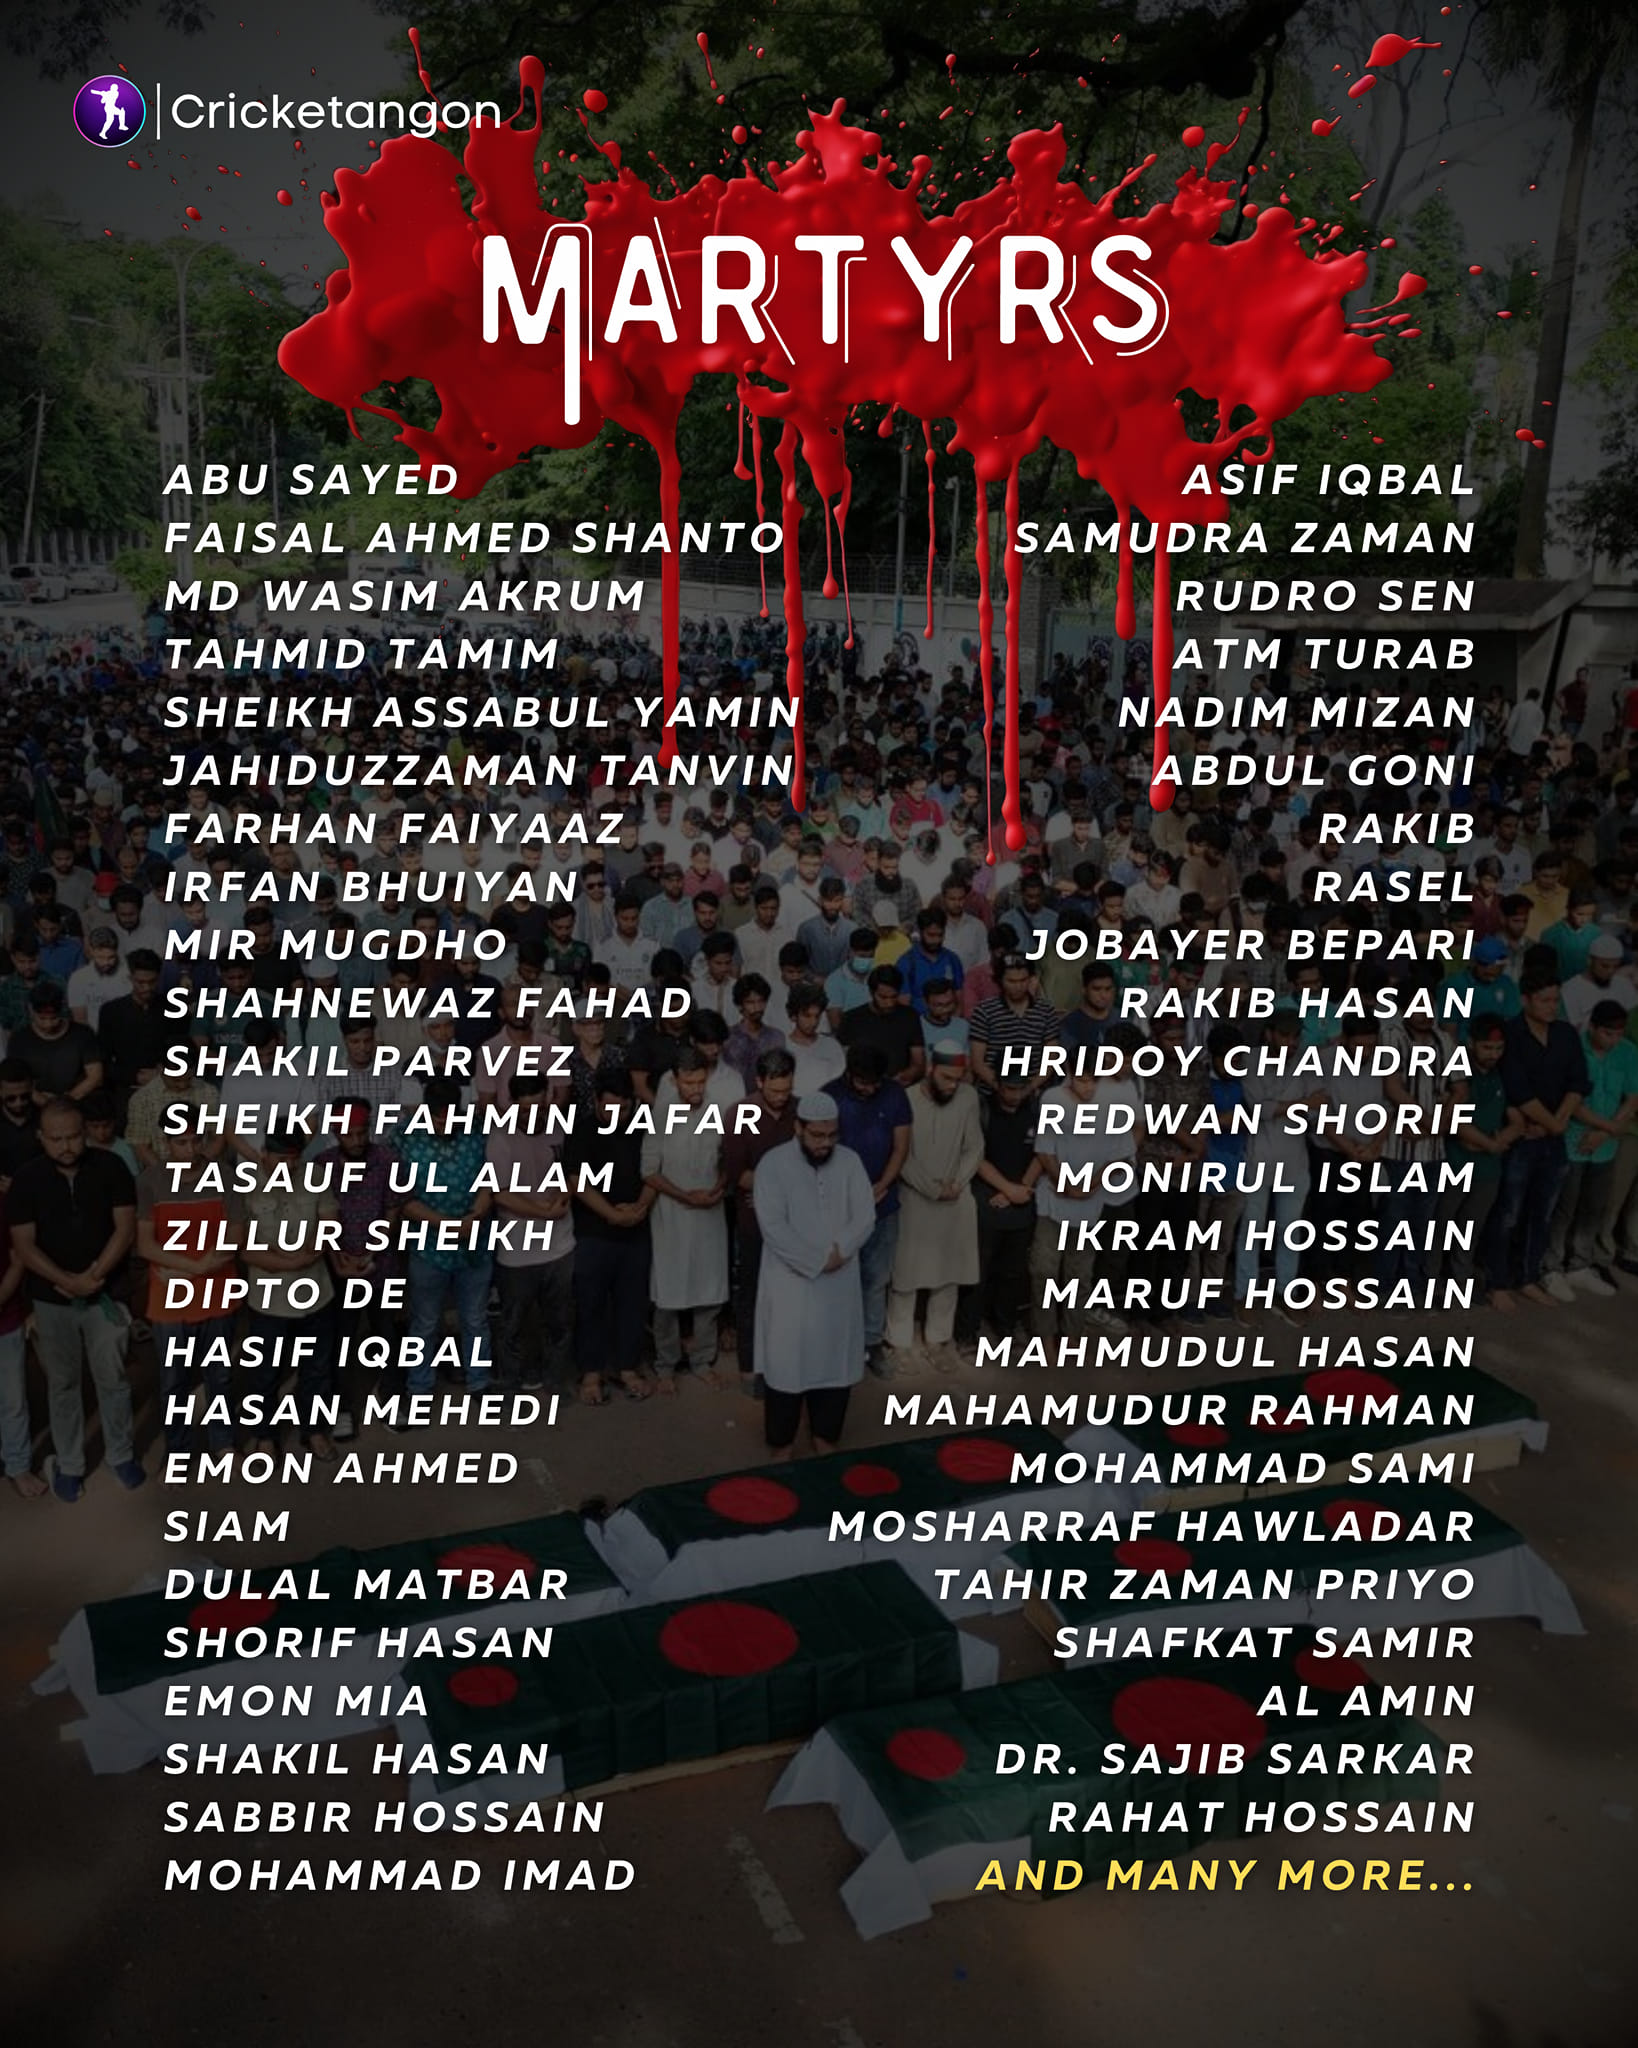 Cricketangon
MARTYRS
ABU SAYED
FAISAL AHMED SHANTO
MD WASIM AKRUM
TAHMID TAMIM
SHEIKH ASSABUL YAMIN
JAHIDUZZAMAN TANVIN
FARHAN FAIYAAZ
IRFAN BHUIYAN
MIR MUGDHO
SHAHNEWAZ FAHAD
SHAKIL PARVEZ
SHEIKH FAHMIN JAFAR
TASAUF UL ALAM
ZILLUR SHEIKH
DIPTO DE
HASIF IQBAL
HASAN MEHEDI
EMON AHMED
SIAM
DULAL MATBAR
SHORIF HASAN
EMON MIA
SHAKIL HASAN
SABBIR HOSSAIN
MOHAMMAD IMAD
ASIF IQBAL
SAMUDRA ZAMAN
RUDRO SEN
ATM TURAB
NADIM MIZAN
ABDUL GONI
RAKIB
RASEL
JOBAYER BEPARI
RAKIB HASAN
HRIDOY CHANDRA
REDWAN SHORIF
MONIRUL ISLAM
IKRAM HOSSAIN
MARUF HOSSAIN
MAHMUDUL HASAN
MAHAMUDUR RAHMAN
MOHAMMAD SAMI
MOSHARRAF HAWLADAR
TAHIR ZAMAN PRIYO
SHAFKAT SAMIR
AL AMIN
DR. SAJIB SARKAR
RAHAT HOSSAIN
AND MANY MORE...